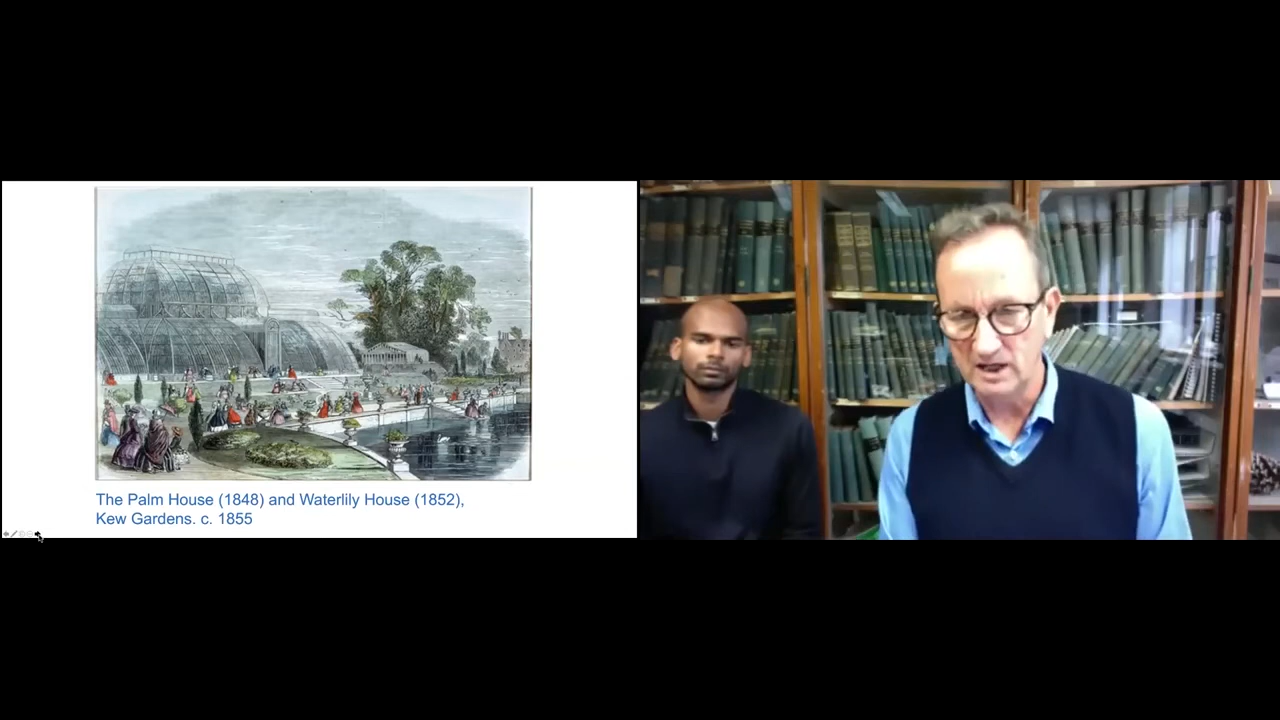 The Palm House (1848) and Waterlily House (1852),
Kew Gardens. c. 1855